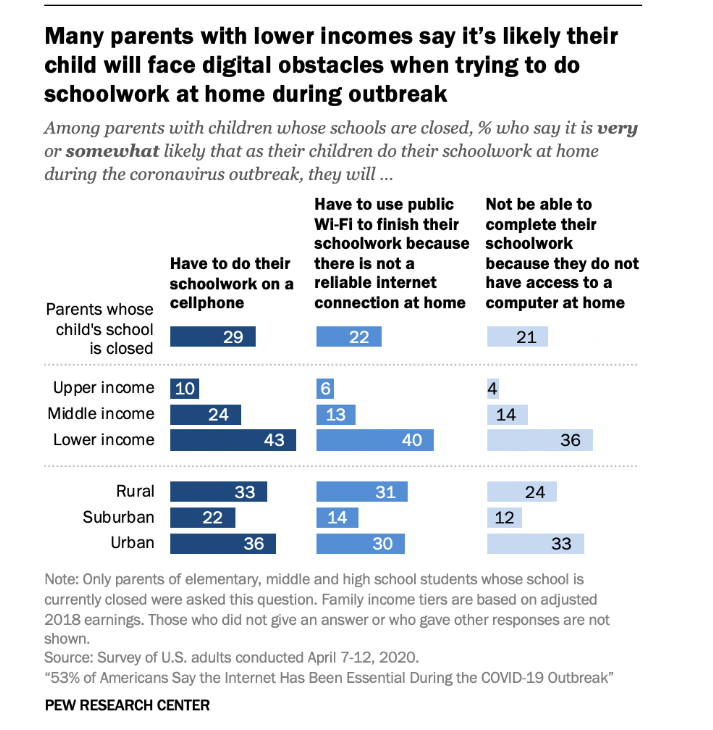 Many parents with lower incomes say it’s likely their
child will face digital obstacles when trying to do
schoolwork at home during outbreak
Among parents with children whose schools are closed, % who say it is very
or somewhat likely that as their children do their schoolwork at home
during the coronavirus outbreak, they will ...
Have to do their
schoolwork on a
cellphone
Have to use public
Wi-Fi to finish their
schoolwork because
there is not a
reliable internet
connection at home
Not be able to
complete their
schoolwork
because they do not
have access to a
computer at home
Parents whose
child's school
is closed
29
22
21
Upper income 10 6 4
Middle income 24 13 14
Lower income 43 40 36
Rural 33 31 24
Suburban 22 14 12
Urban 36 30 33
Note: Only parents of elementary, middle and high school students whose school is
currently closed were asked this question. Family income tiers are based on adjusted
2018 earnings. Those who did not give an answer or who gave other responses are not
shown.
Source: Survey of U.S. adults conducted April 7-12, 2020.
“53% of Americans Say the Internet Has Been Essential During the COVID-19 Outbreak”
PEW RESEARCH CENTER